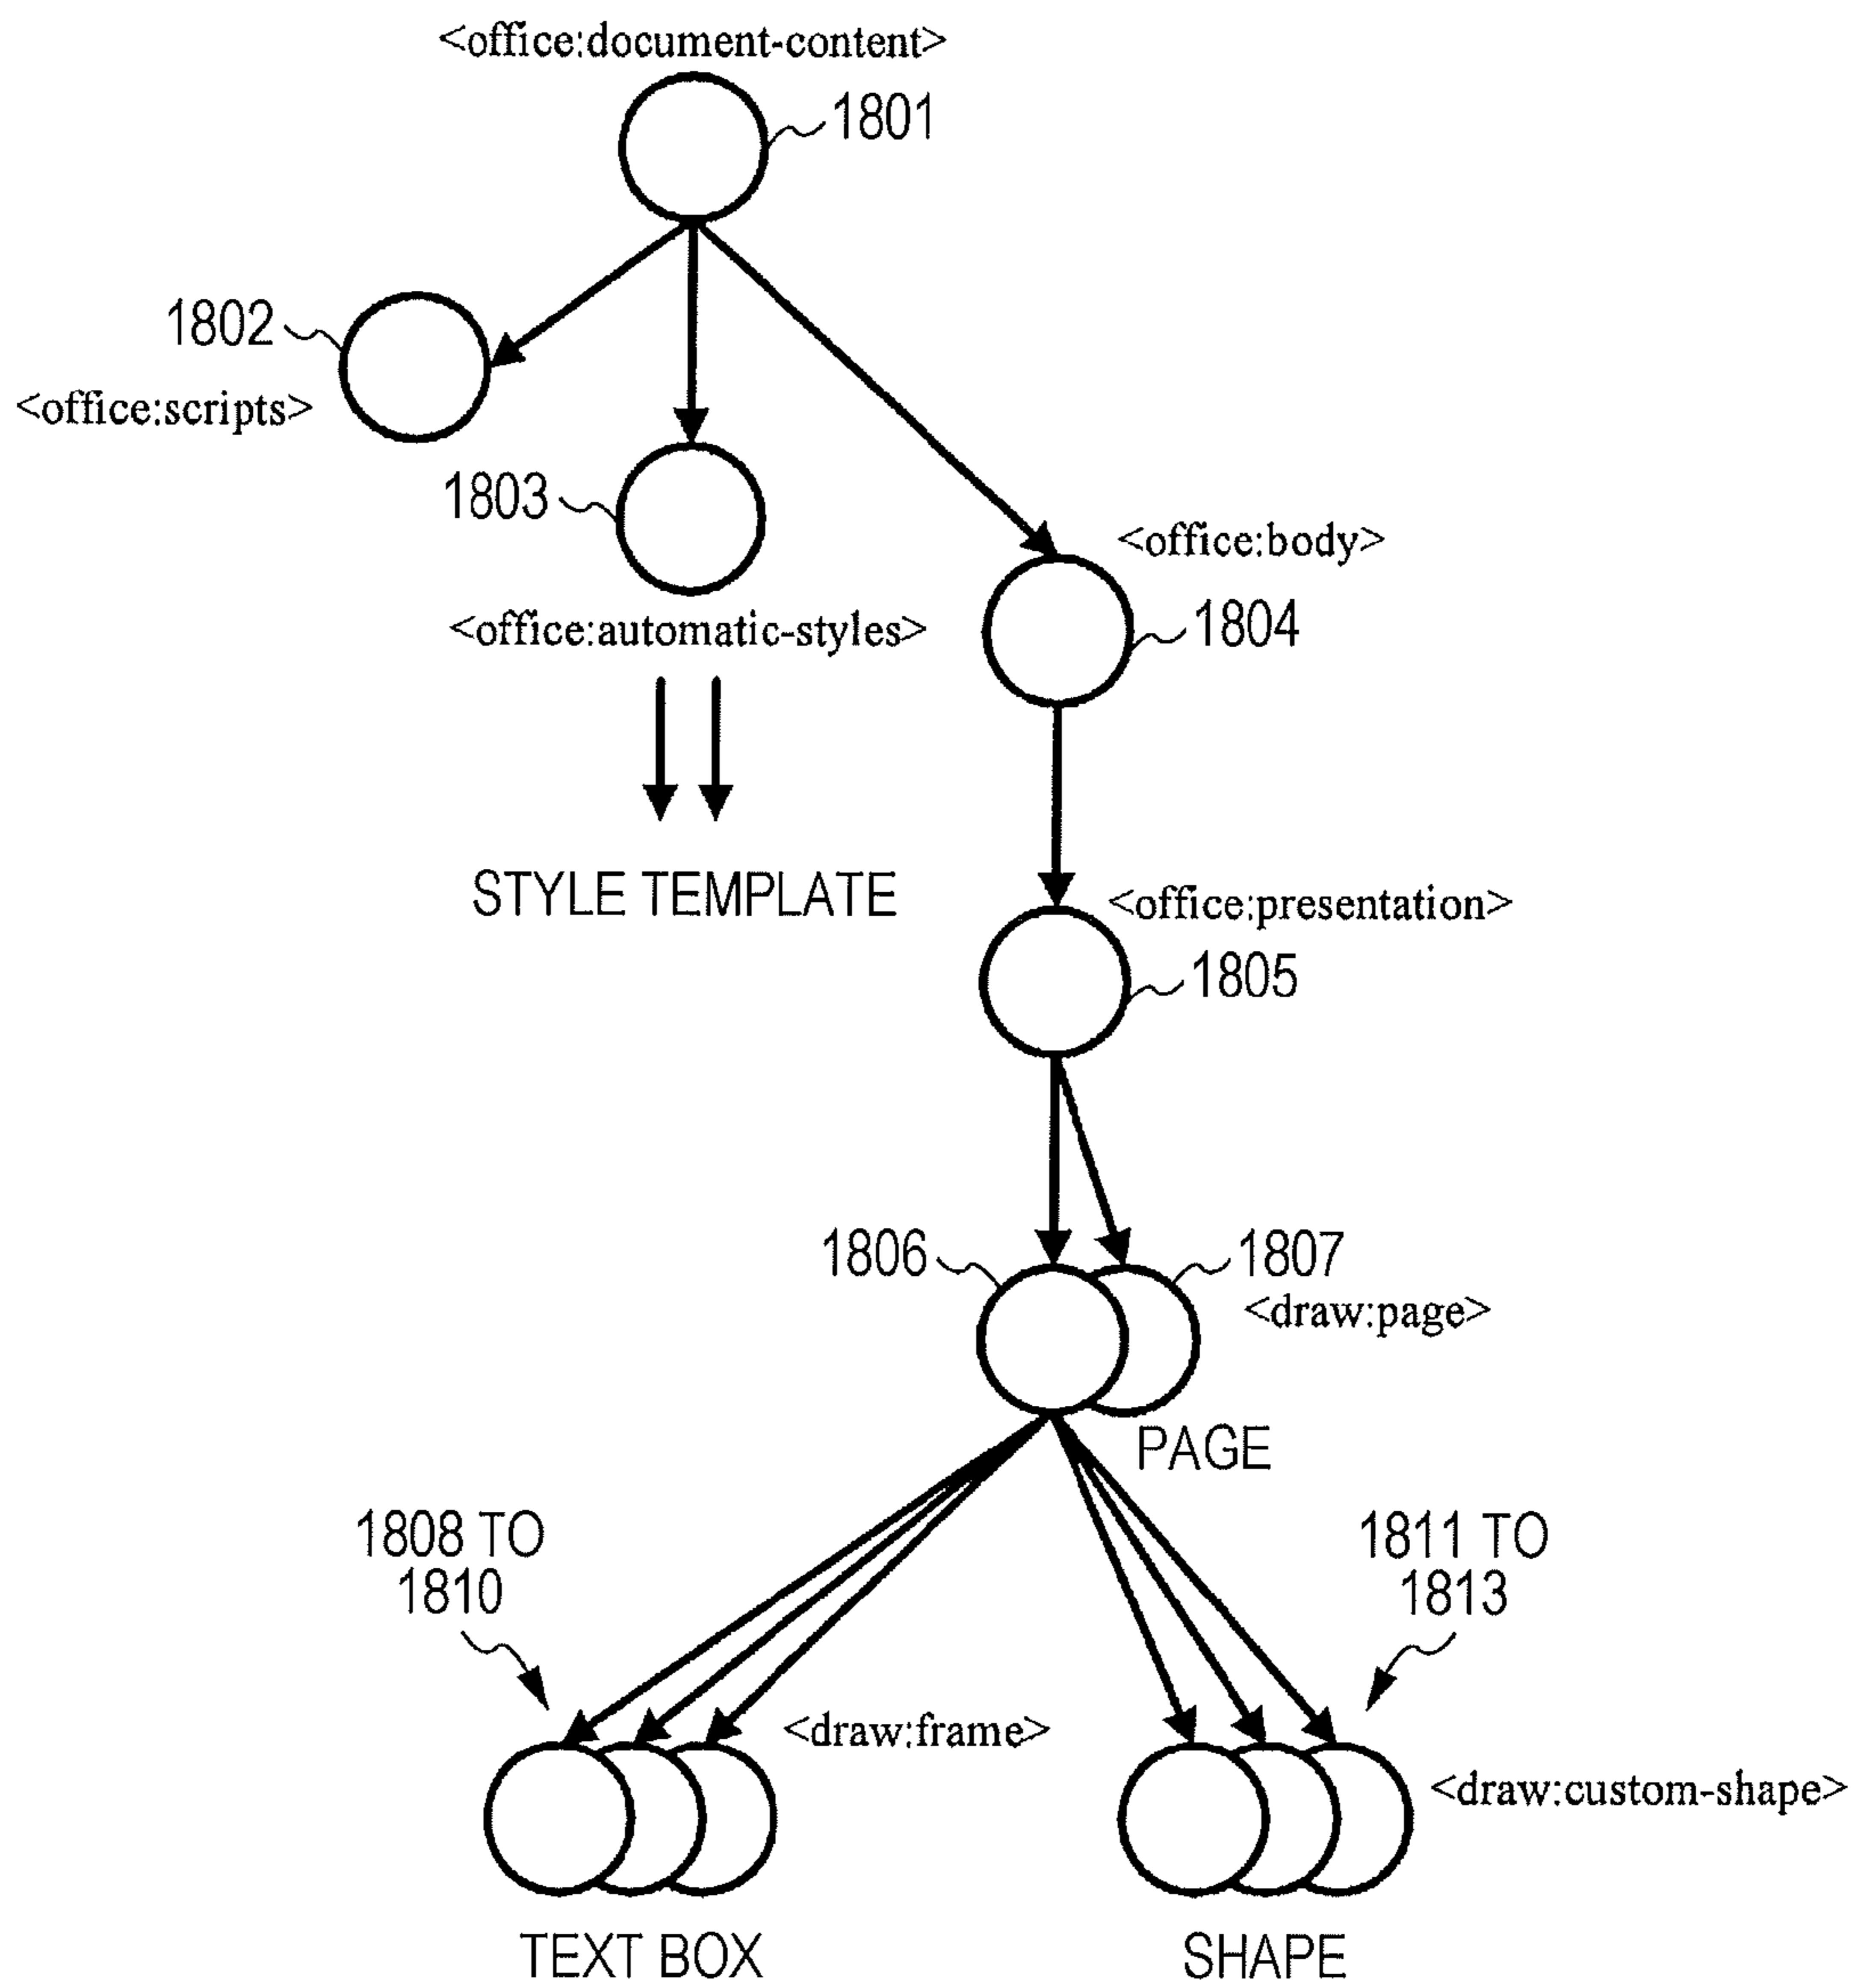 <office:document-content>
1801
1802
<office:scripts>
1803
<office:automatic-styles>
<office:body>
1804
STYLE TEMPLATE
<office:presentation>
1805
1806
1807
<draw:page>
PAGE
1808 TO
1810
1811 TO
1813
<draw:frame>
<draw:custom-shape>
TEXT BOX
SHAPE